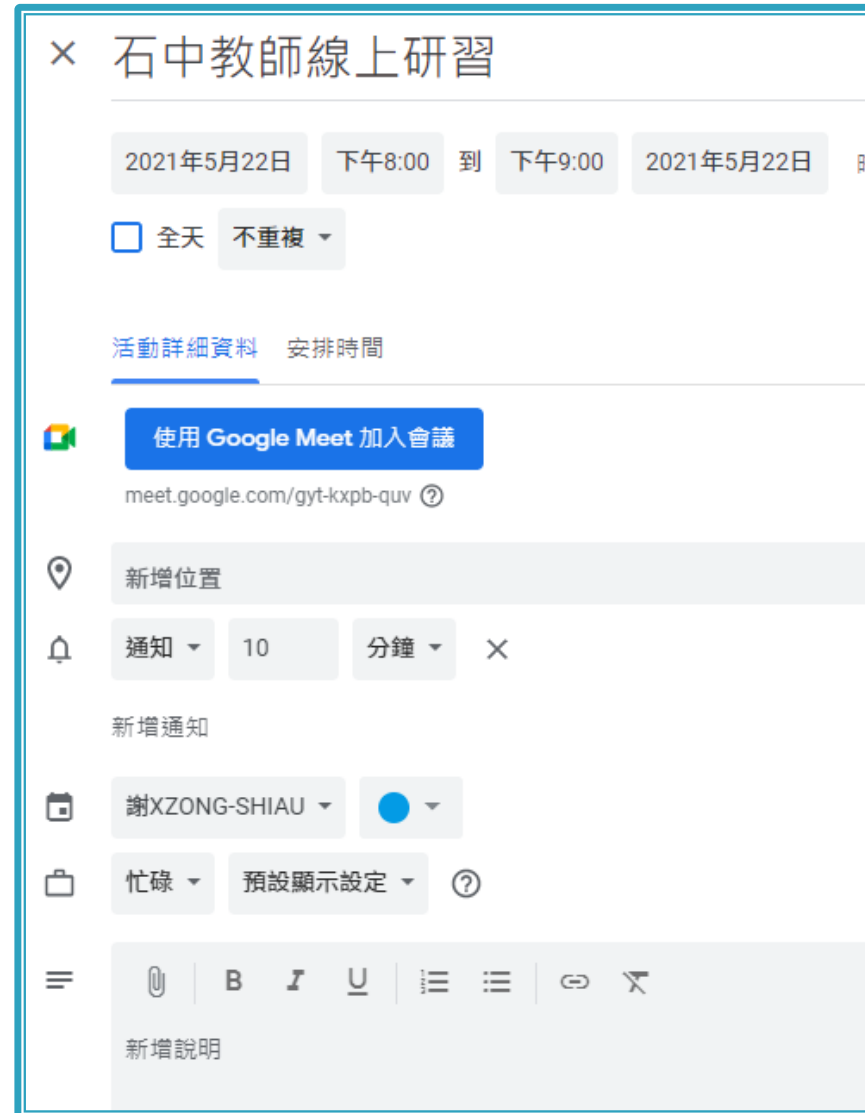 石中教師線上研習
2021年5月22日 下午8:00 到 下午9:00 2021年5月22日
全天 不重複
活動詳細資料 安排時間
使用 Google Meet 加入會議
meet.google.com/gyt-kxpb-quv
新增位置
通知 10 分鐘
新增通知
謝XZONG-SHIAU
忙碌 預設顯示設定
B I U
新增說明